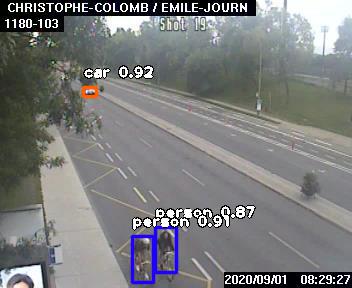 CHRISTOPHE-COLOMB / EMILE-JOURN
1180-103
Shot 19
car 0.92
person 0.87
person 0.91
2020/09/01 08:29:27